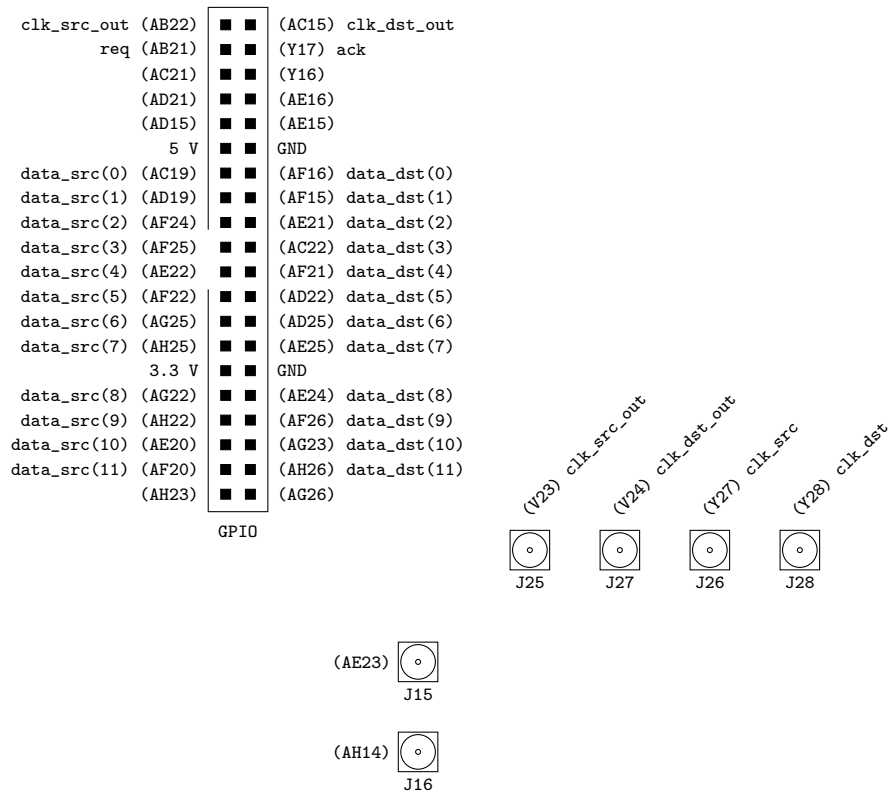 clk_src_out (AB22) (AC15) clk_dst_out
req (AB21) (Y17) ack
(AC21) (Y16)
(AD21) (AE16)
(AD15) (AE15)
5 V GND
data_src(0) (AC19) (AF16) data_dst(0)
data_src(1) (AD19) (AF15) data_dst(1)
data_src(2) (AF24) (AE21) data_dst(2)
data_src(3) (AF25) (AC22) data_dst(3)
data_src(4) (AE22) (AF21) data_dst(4)
data_src(5) (AF22) (AD22) data_dst(5)
data_src(6) (AG25) (AD25) data_dst(6)
data_src(7) (AH25) (AE25) data_dst(7)
3.3 V GND
data_src(8) (AG22) (AE24) data_dst(8)
data_src(9) (AH22) (AF26) data_dst(9)
data_src(10) (AE20) (AG23) data_dst(10)
data_src(11) (AF20) (AH26) data_dst(11)
(AH23) (AG26)
GPIO
(V23) clk_src_out
(V24) clk_dst_out
(Y27) clk_src
(Y28) clk_dst
J25 J27 J26 J28
(AE23)
J15
(AH14)
J16